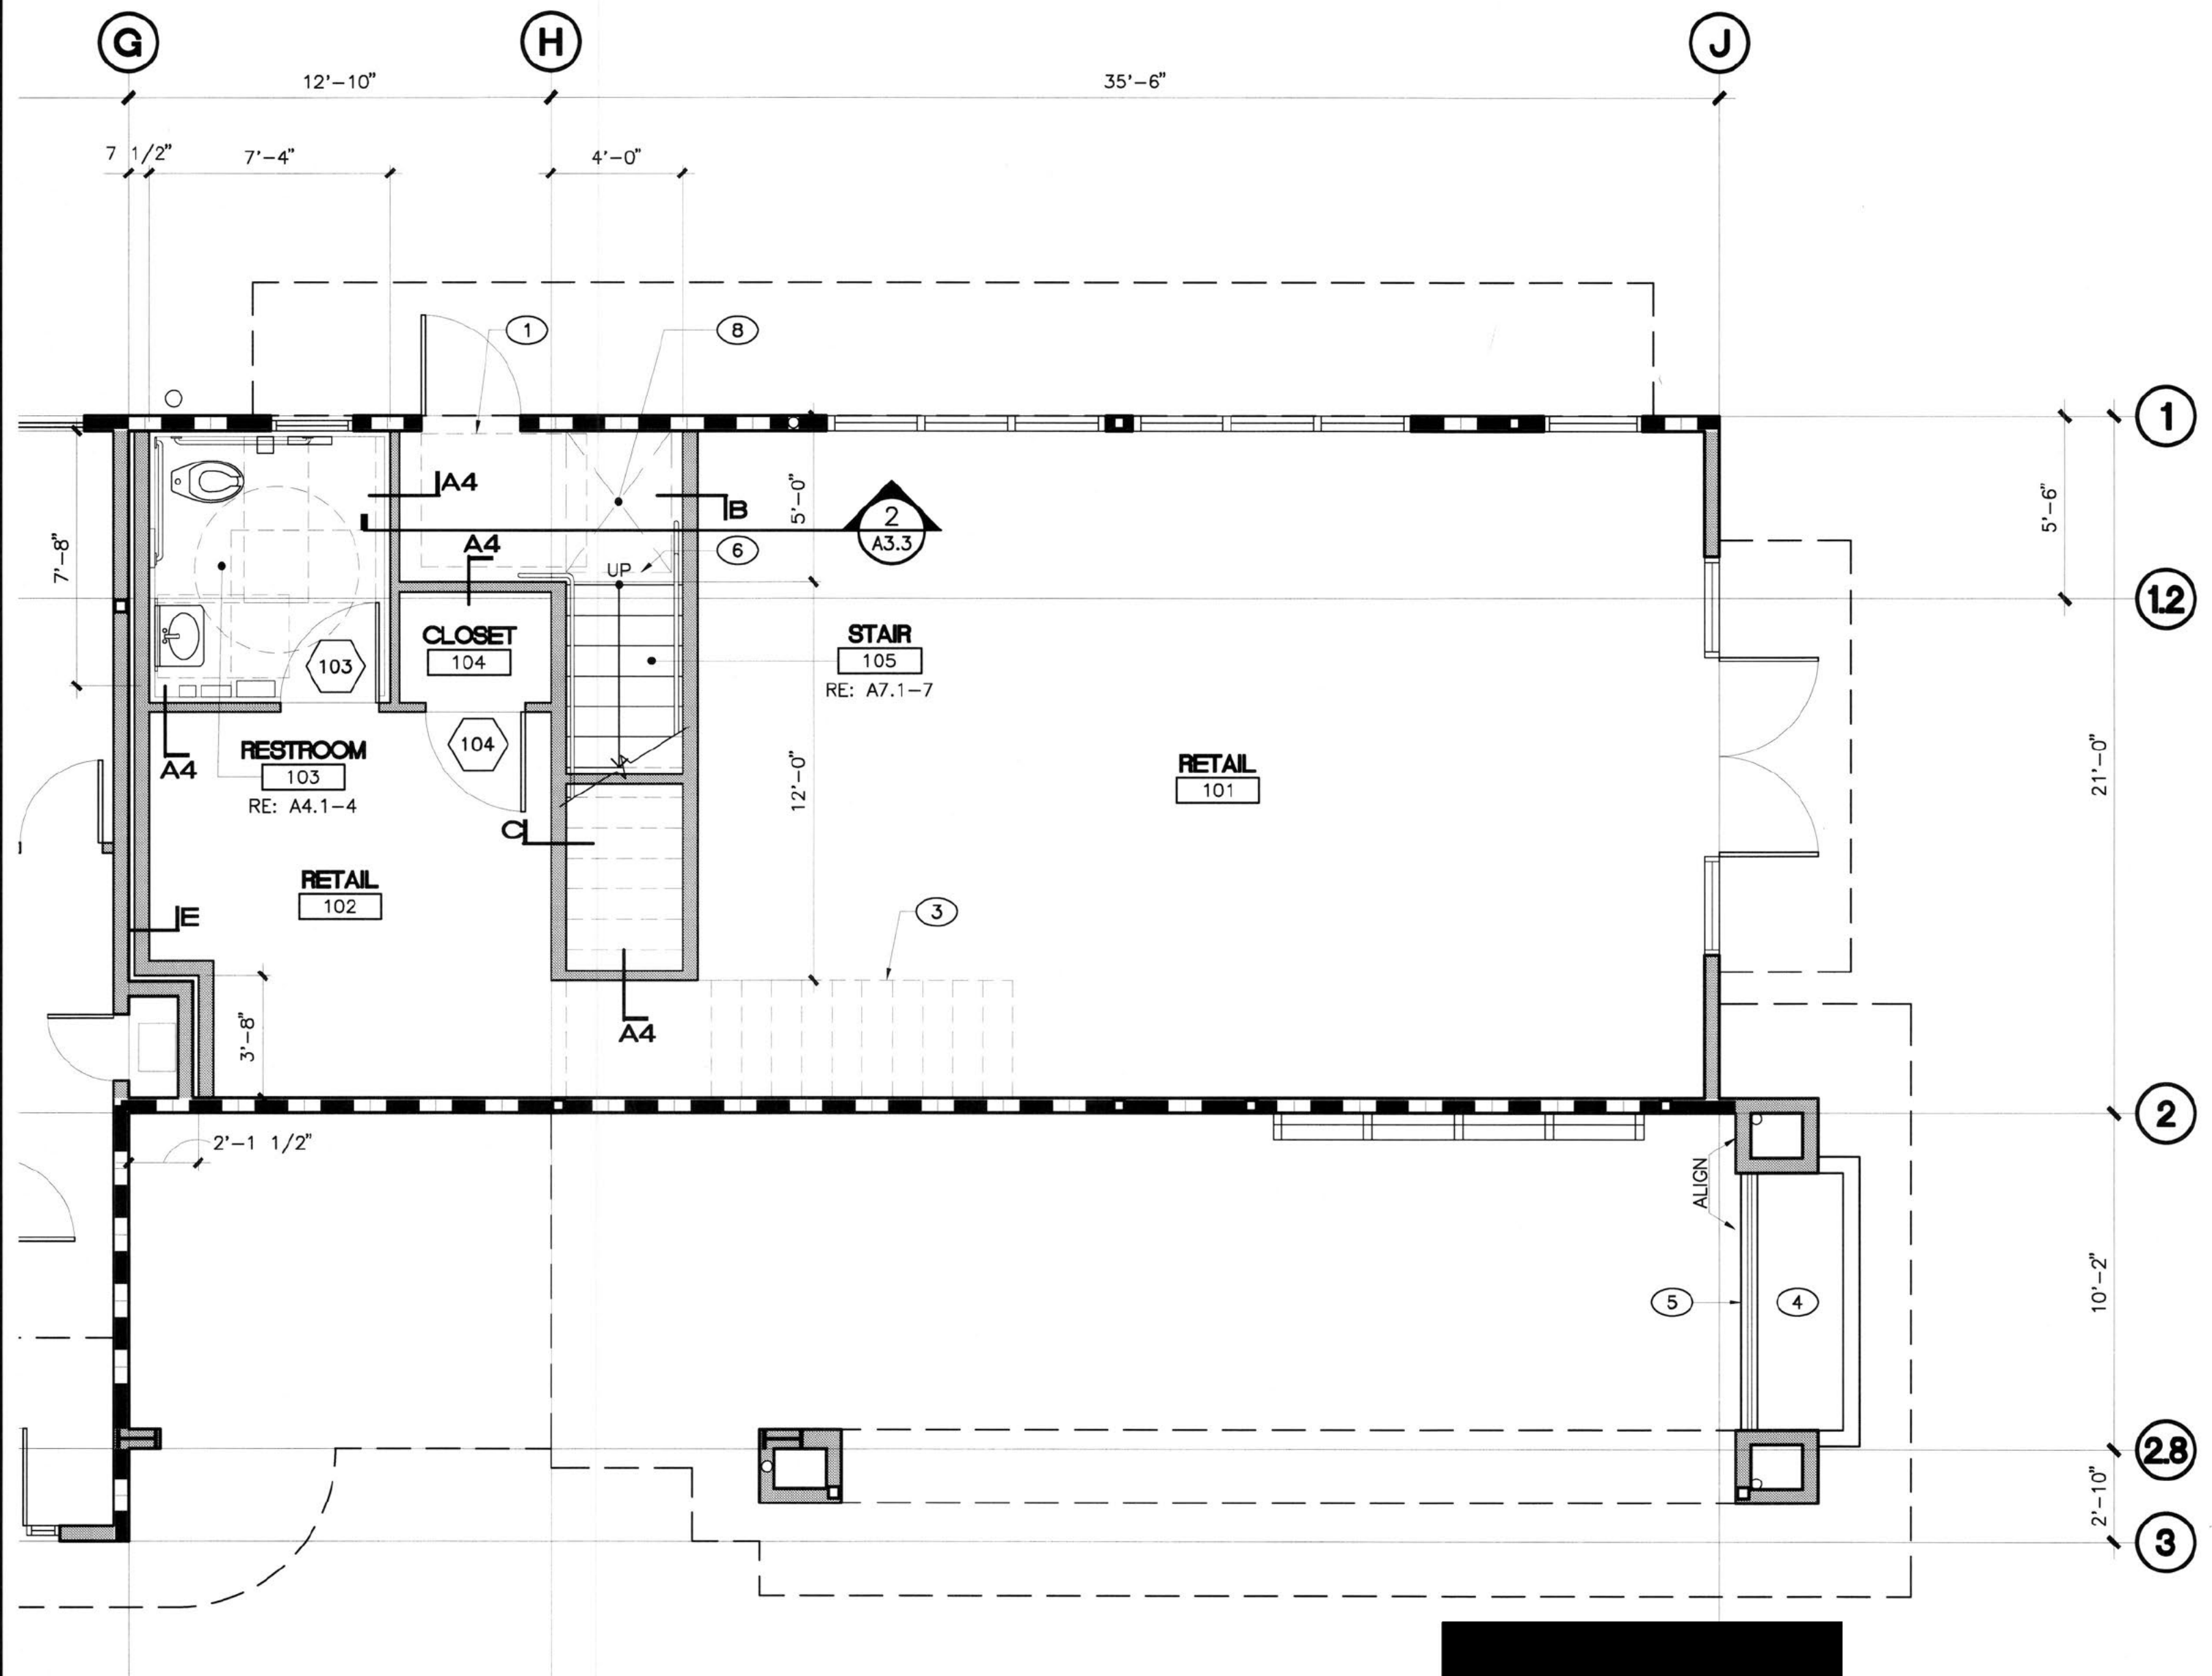 G
H
J
12'-10"
35'-6"
7 1/2"
7'-4"
4'-0"
1
8
1
A4
B
2
A3.3
5'-0"
5'-6"
7'-8"
A4
6
UP
1.2
CLOSET
104
STAIR
105
RE: A7.1-7
103
104
RESTROOM
103
RE: A4.1-4
A4
12'-0"
RETAIL
101
21'-0"
C
RETAIL
102
E
3
3'-8"
A4
2
2'-1 1/2"
ALIGN
5
4
10'-2"
2.8
2'-10"
3